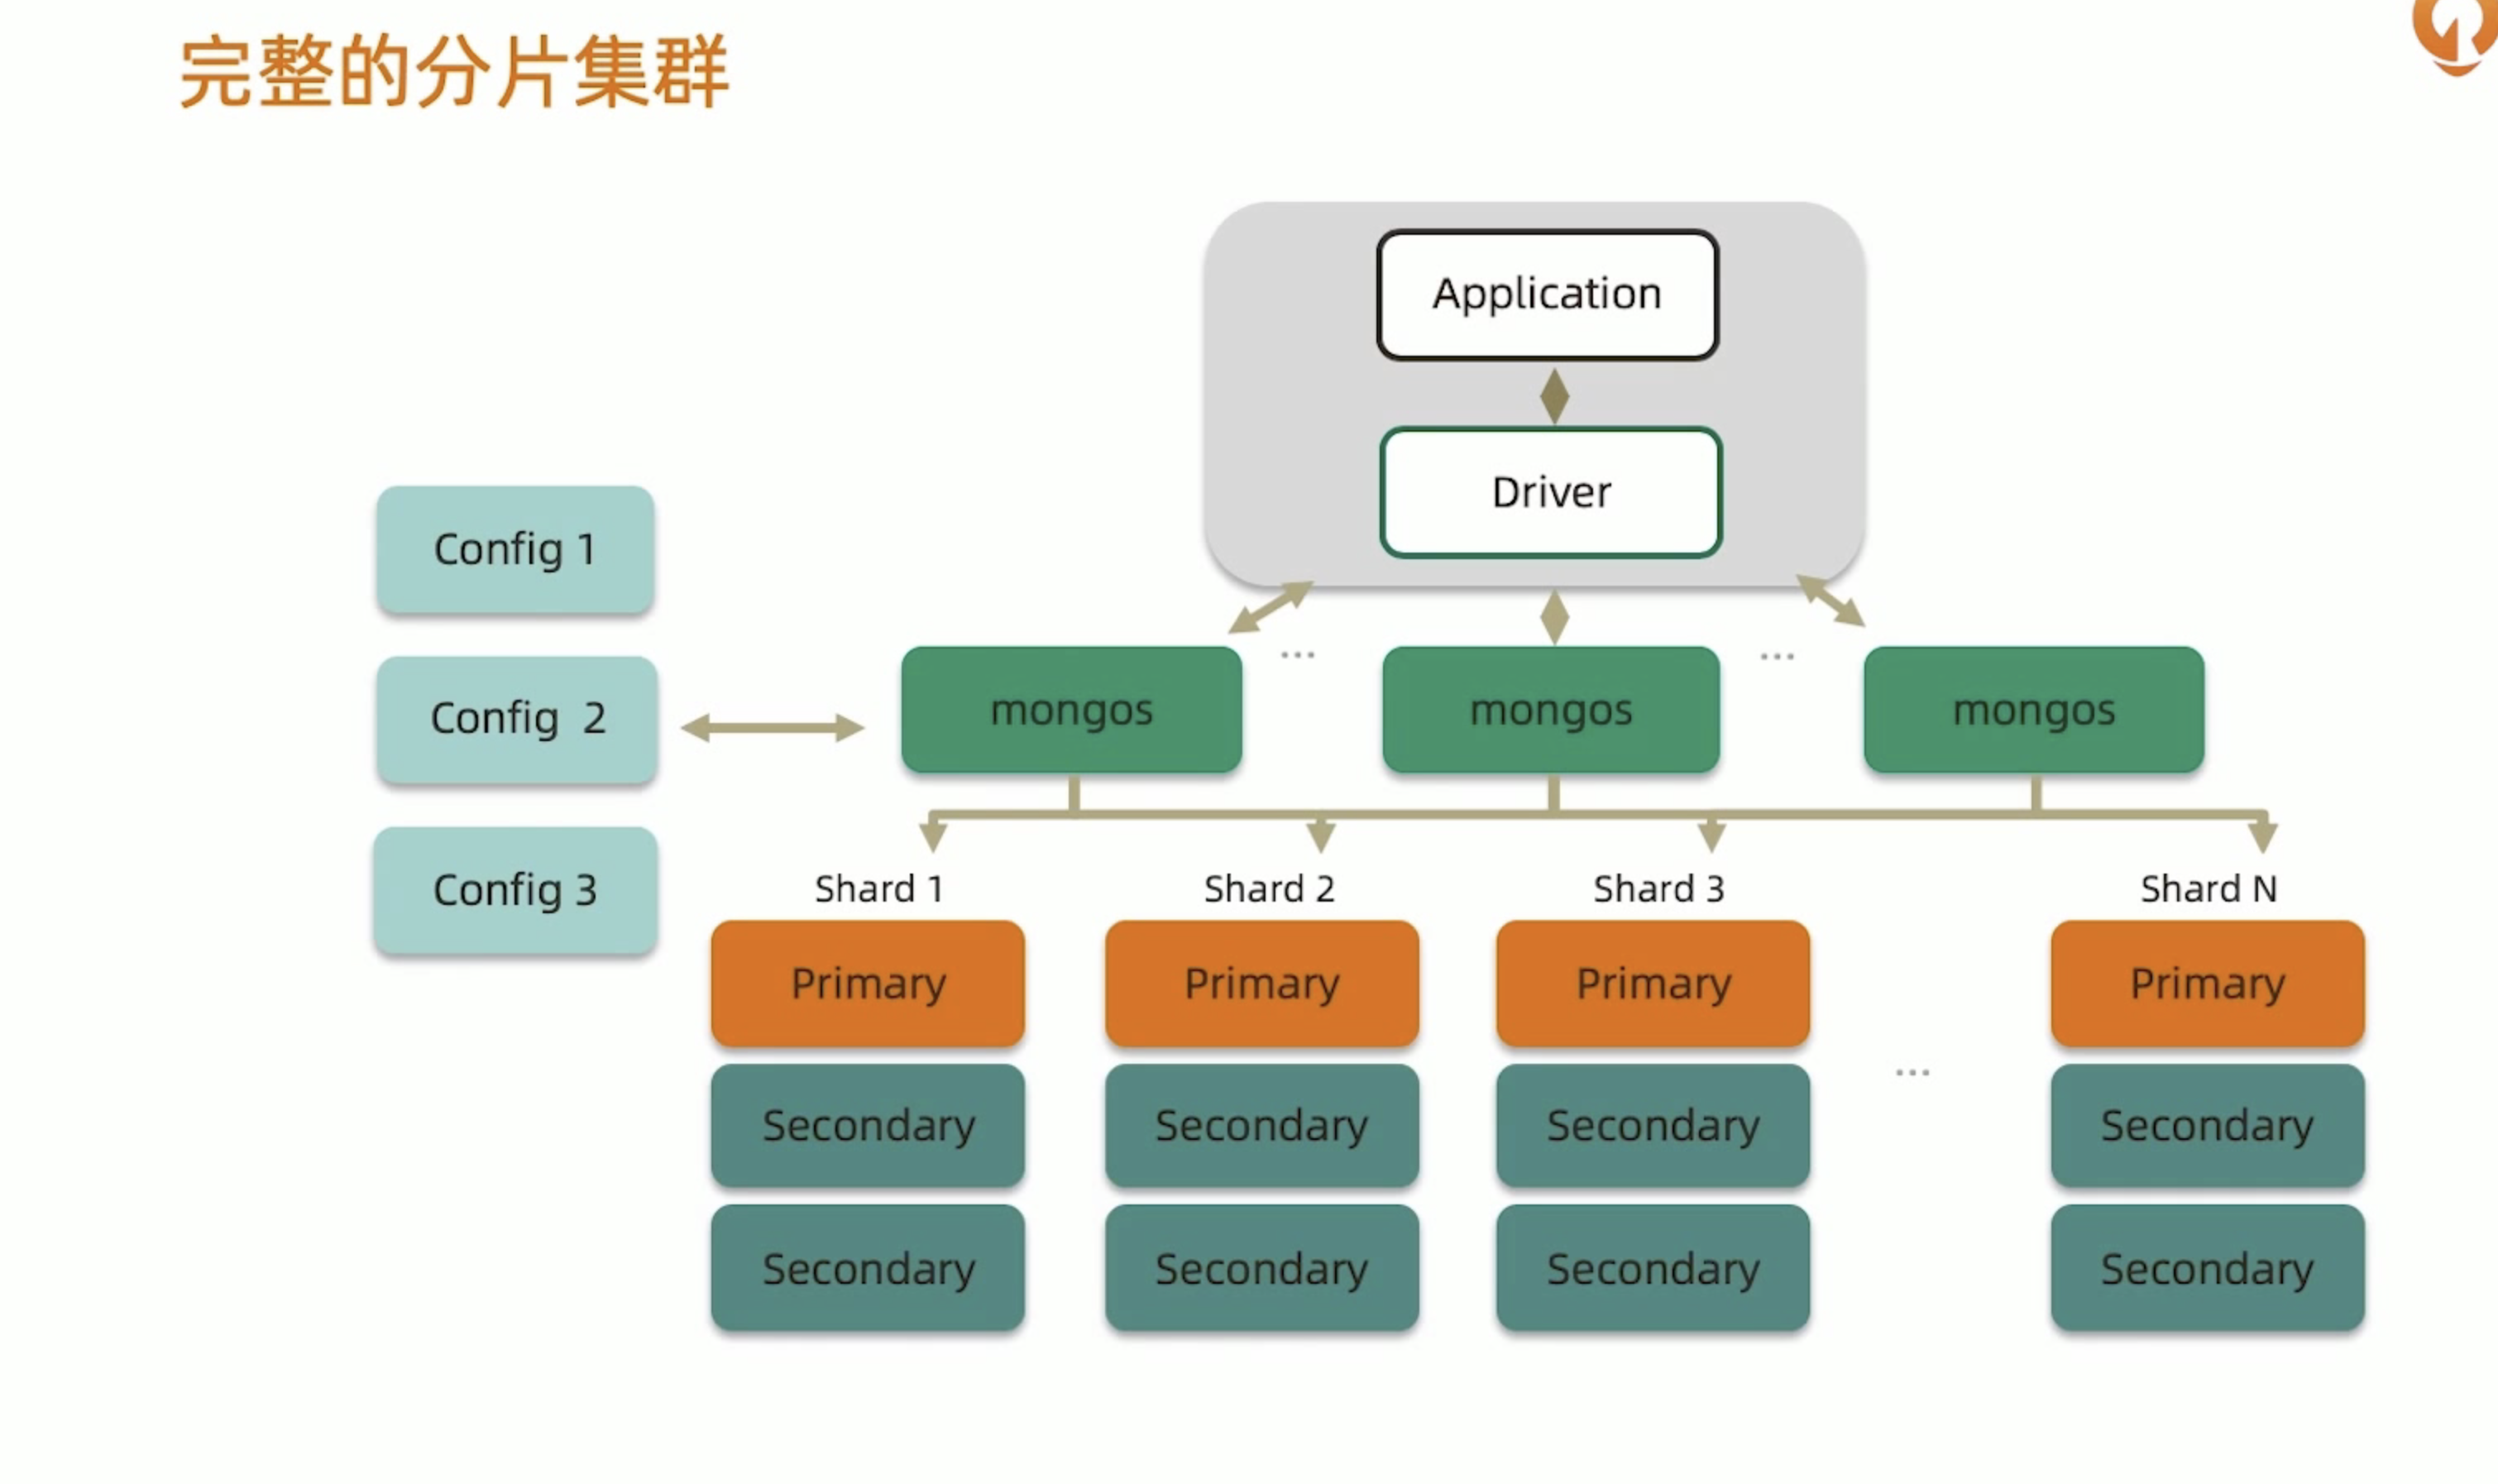 完整的分片集群
Application
Driver
Config 1
Config 2
Config 3
mongos
...
mongos
...
mongos
Shard 1
Shard 2
Shard 3
Shard N
Primary
Primary
Primary
Primary
Secondary
Secondary
Secondary
...
Secondary
Secondary
Secondary
Secondary
Secondary